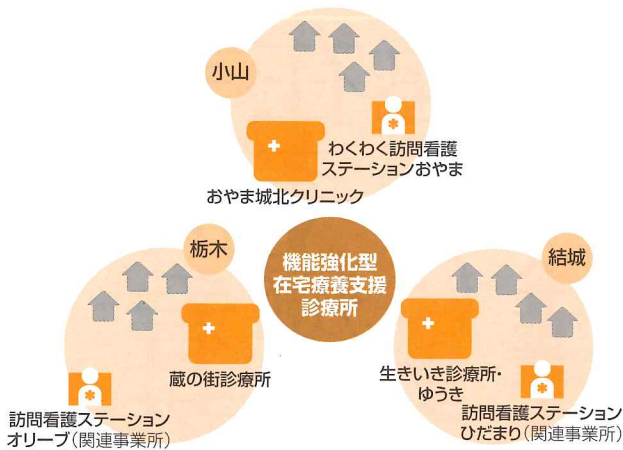 小山
わくわく訪問看護
ステーションおやま
おやま城北クリニック
機能強化型
在宅療養支援
診療所
栃木
蔵の街診療所
訪問看護ステーション
オリーブ(関連事業所)
結城
生きいき診療所・
ゆうき
訪問看護ステーション
ひだまり(関連事業所)